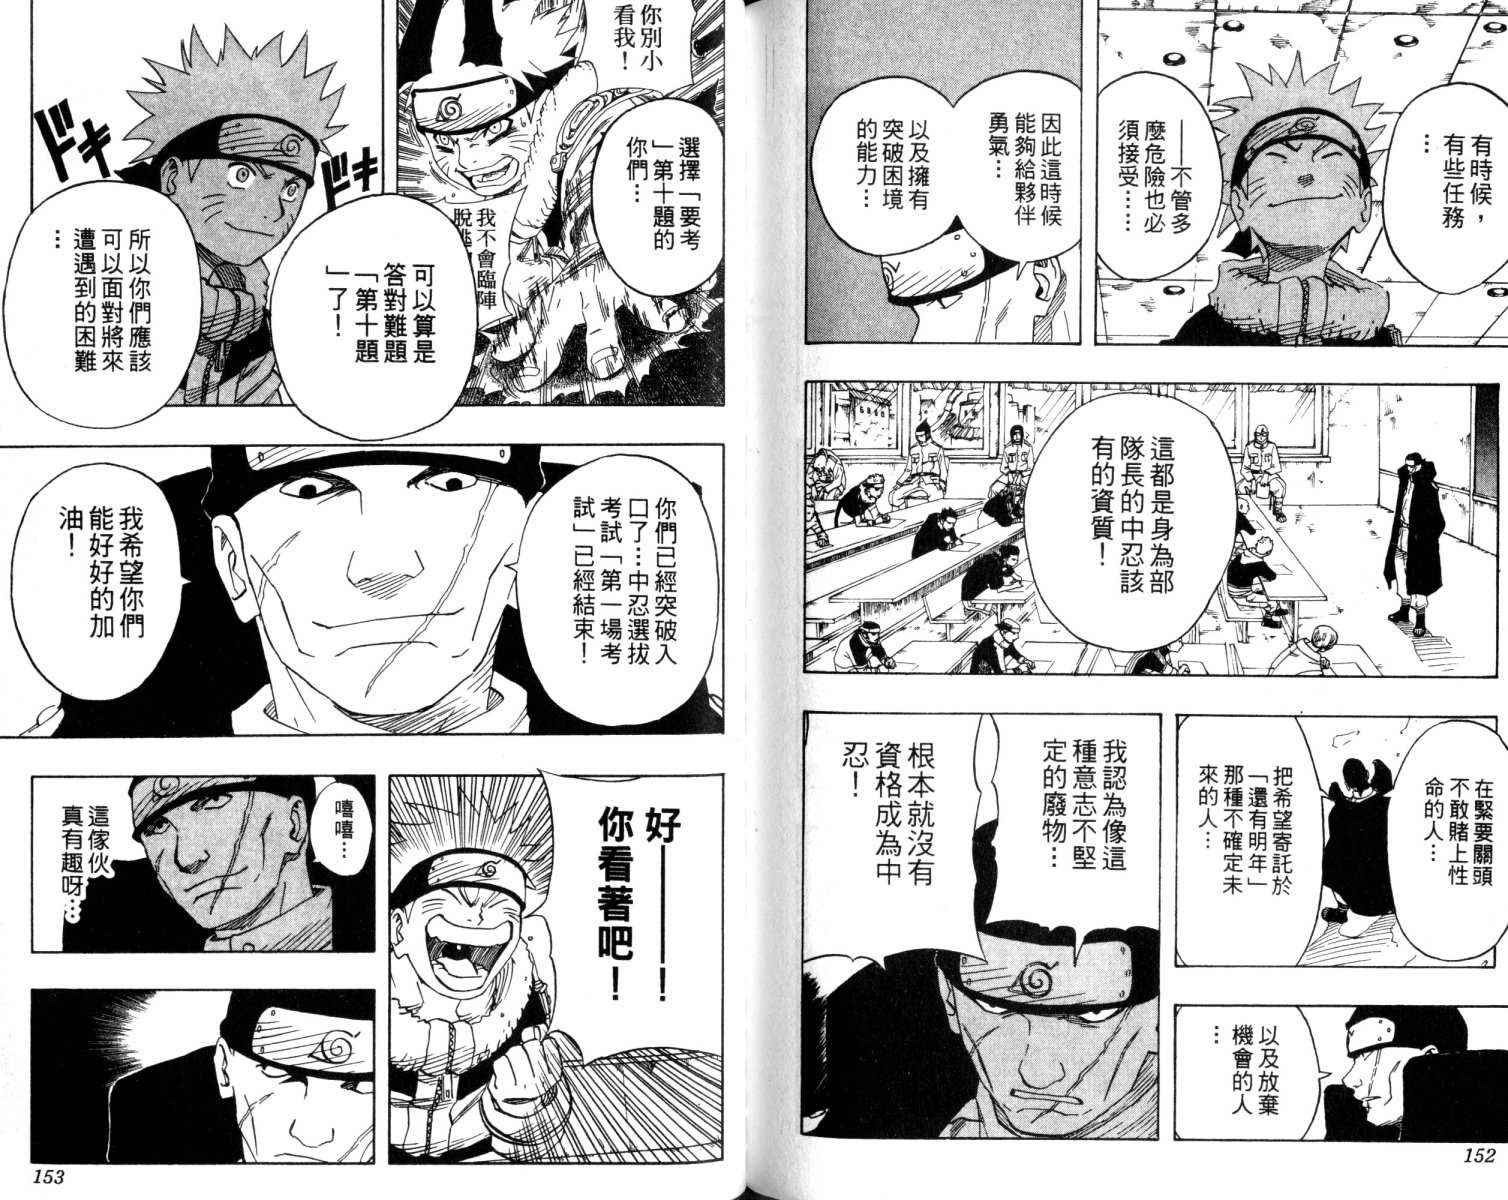 有時候，
有些任務
…
——不管多
麼危險也必
須接受……
因此這時候
能夠給夥伴
勇氣…
以及擁有
突破困境
的能力…
這都是身為部
隊長的中忍該
有的資質！
在緊要關頭
不敢賭上性
命的人…
把希望寄託於
「還有明年」
那種不確定未
來的人…
以及放棄
機會的人
…
我認為像這
種意志不堅
定的廢物…
根本就沒有
資格成為中
忍！
152
你別小
看我！
選擇「要考
」第十題的
你們…
我不會臨陣
脫逃
可以算是
答對難題
「第十題
」了！
ドキ
ドキ
所以你們應該
可以面對將來
遭遇到的困難
…
你們已經突破入
口了…中忍選拔
考試「第一場考
試」已經結束！
我希望你們
能好好的加
油！
好———！
你看著吧！
嘻嘻…
這傢伙
真有趣呀…
153